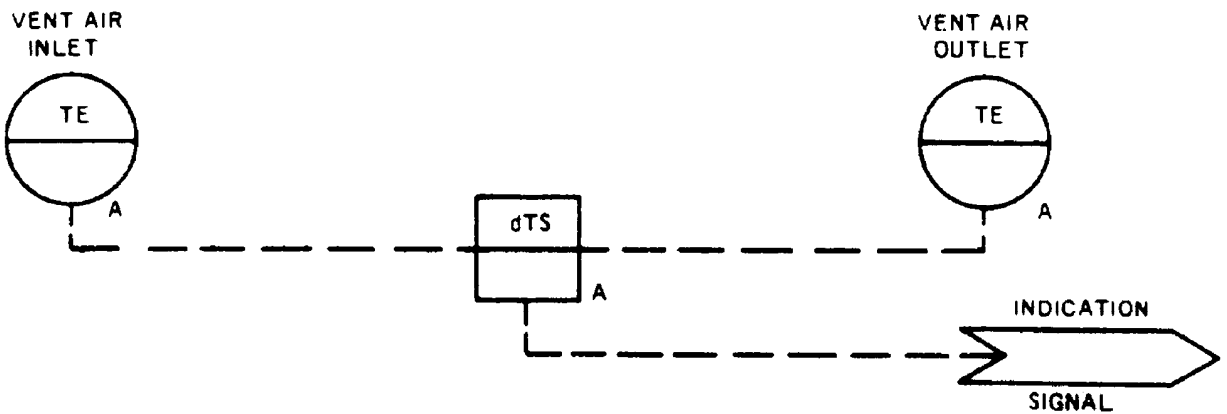 VENT AIR
INLET
TE
A
VENT AIR
OUTLET
TE
A
dTS
A
INDICATION
SIGNAL